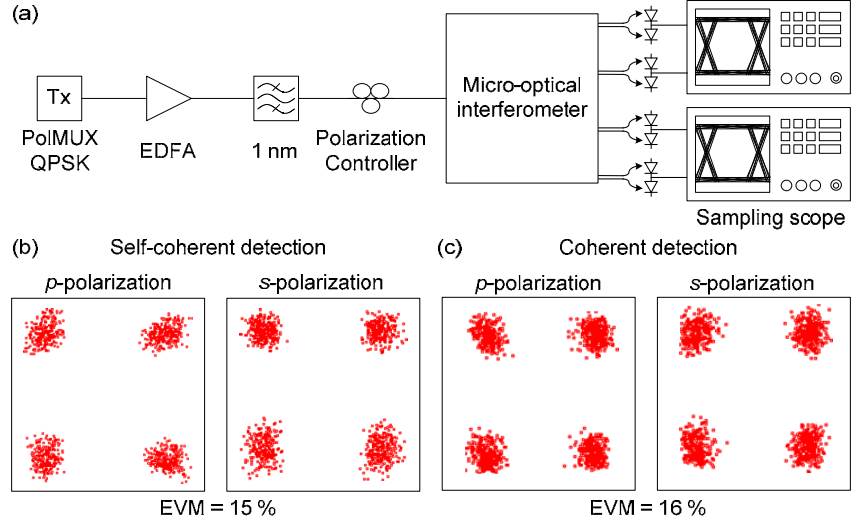 (a)
Tx
PolMUX
QPSK
EDFA
1 nm
Polarization
Controller
Micro-optical
interferometer
Sampling scope
(b)
Self-coherent detection
p-polarization
s-polarization
EVM = 15 %
(c)
Coherent detection
p-polarization
s-polarization
EVM = 16 %